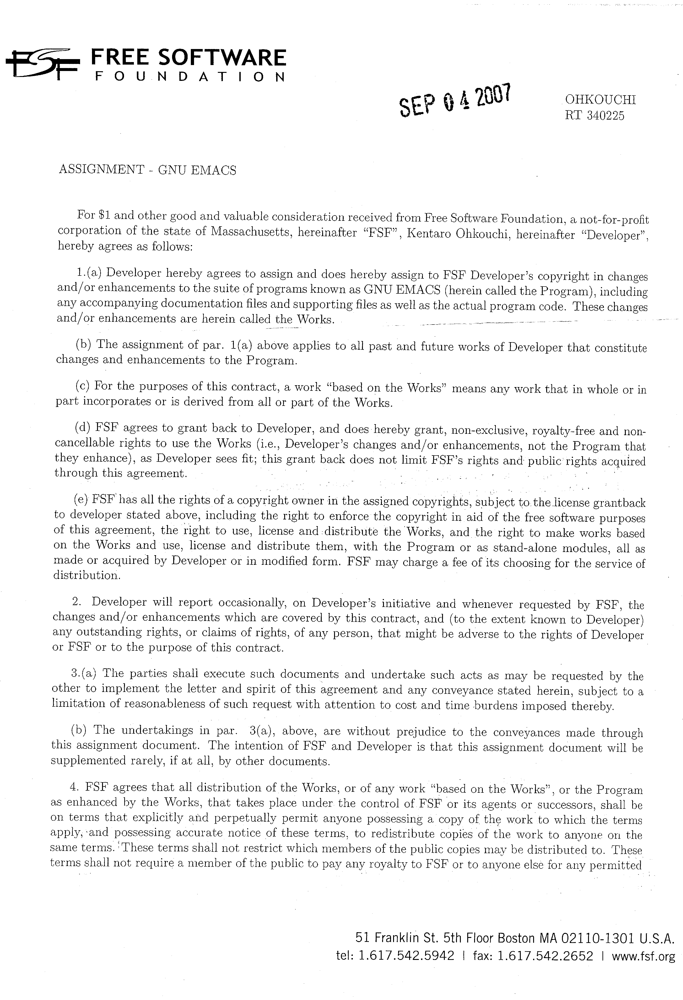 FSF FREE SOFTWARE
FOUNDATION
SEP 04 2007
OHKOUCHI
RT 340225
ASSIGNMENT - GNU EMACS
For $1 and other good and valuable consideration received from Free Software Foundation, a not-for-profit
corporation of the state of Massachusetts, hereinafter “FSF”, Kentaro Ohkouchi, hereinafter “Developer”,
hereby agrees as follows:
1.(a) Developer hereby agrees to assign and does hereby assign to FSF Developer's copyright in changes
and/or enhancements to the suite of programs known as GNU EMACS (herein called the Program), including
any accompanying documentation files and supporting files as well as the actual program code. These changes
and/or enhancements are herein called the Works.
(b) The assignment of par. 1(a) above applies to all past and future works of Developer that constitute
changes and enhancements to the Program.
(c) For the purposes of this contract, a work “based on the Works” means any work that in whole or in
part incorporates or is derived from all or part of the Works.
(d) FSF agrees to grant back to Developer, and does hereby grant, non-exclusive, royalty-free and non-
cancellable rights to use the Works (i.e., Developer's changes and/or enhancements, not the Program that
they enhance), as Developer sees fit; this grant back does not limit FSF's rights and public rights acquired
through this agreement.
(e) FSF has all the rights of a copyright owner in the assigned copyrights, subject to the license grantback
to developer stated above, including the right to enforce the copyright in aid of the free software purposes
of this agreement, the right to use, license and distribute the Works, and the right to make works based
on the Works and use, license and distribute them, with the Program or as stand-alone modules, all as
made or acquired by Developer or in modified form. FSF may charge a fee of its choosing for the service of
distribution.
2. Developer will report occasionally, on Developer's initiative and whenever requested by FSF, the
changes and/or enhancements which are covered by this contract, and (to the extent known to Developer)
any outstanding rights, or claims of rights, of any person, that might be adverse to the rights of Developer
or FSF or to the purpose of this contract.
3.(a) The parties shall execute such documents and undertake such acts as may be requested by the
other to implement the letter and spirit of this agreement and any conveyance stated herein, subject to a
limitation of reasonableness of such request with attention to cost and time burdens imposed thereby.
(b) The undertakings in par. 3(a), above, are without prejudice to the conveyances made through
this assignment document. The intention of FSF and Developer is that this assignment document will be
supplemented rarely, if at all, by other documents.
4. FSF agrees that all distribution of the Works, or of any work “based on the Works”, or the Program
as enhanced by the Works, that takes place under the control of FSF or its agents or successors, shall be
on terms that explicitly and perpetually permit anyone possessing a copy of the work to which the terms
apply, and possessing accurate notice of these terms, to redistribute copies of the work to anyone on the
same terms. These terms shall not restrict which members of the public copies may be distributed to. These
terms shall not require a member of the public to pay any royalty to FSF or to anyone else for any permitted
51 Franklin St. 5th Floor Boston MA 02110-1301 U.S.A.
tel: 1.617.542.5942 | fax: 1.617.542.2652 | www.fsf.org